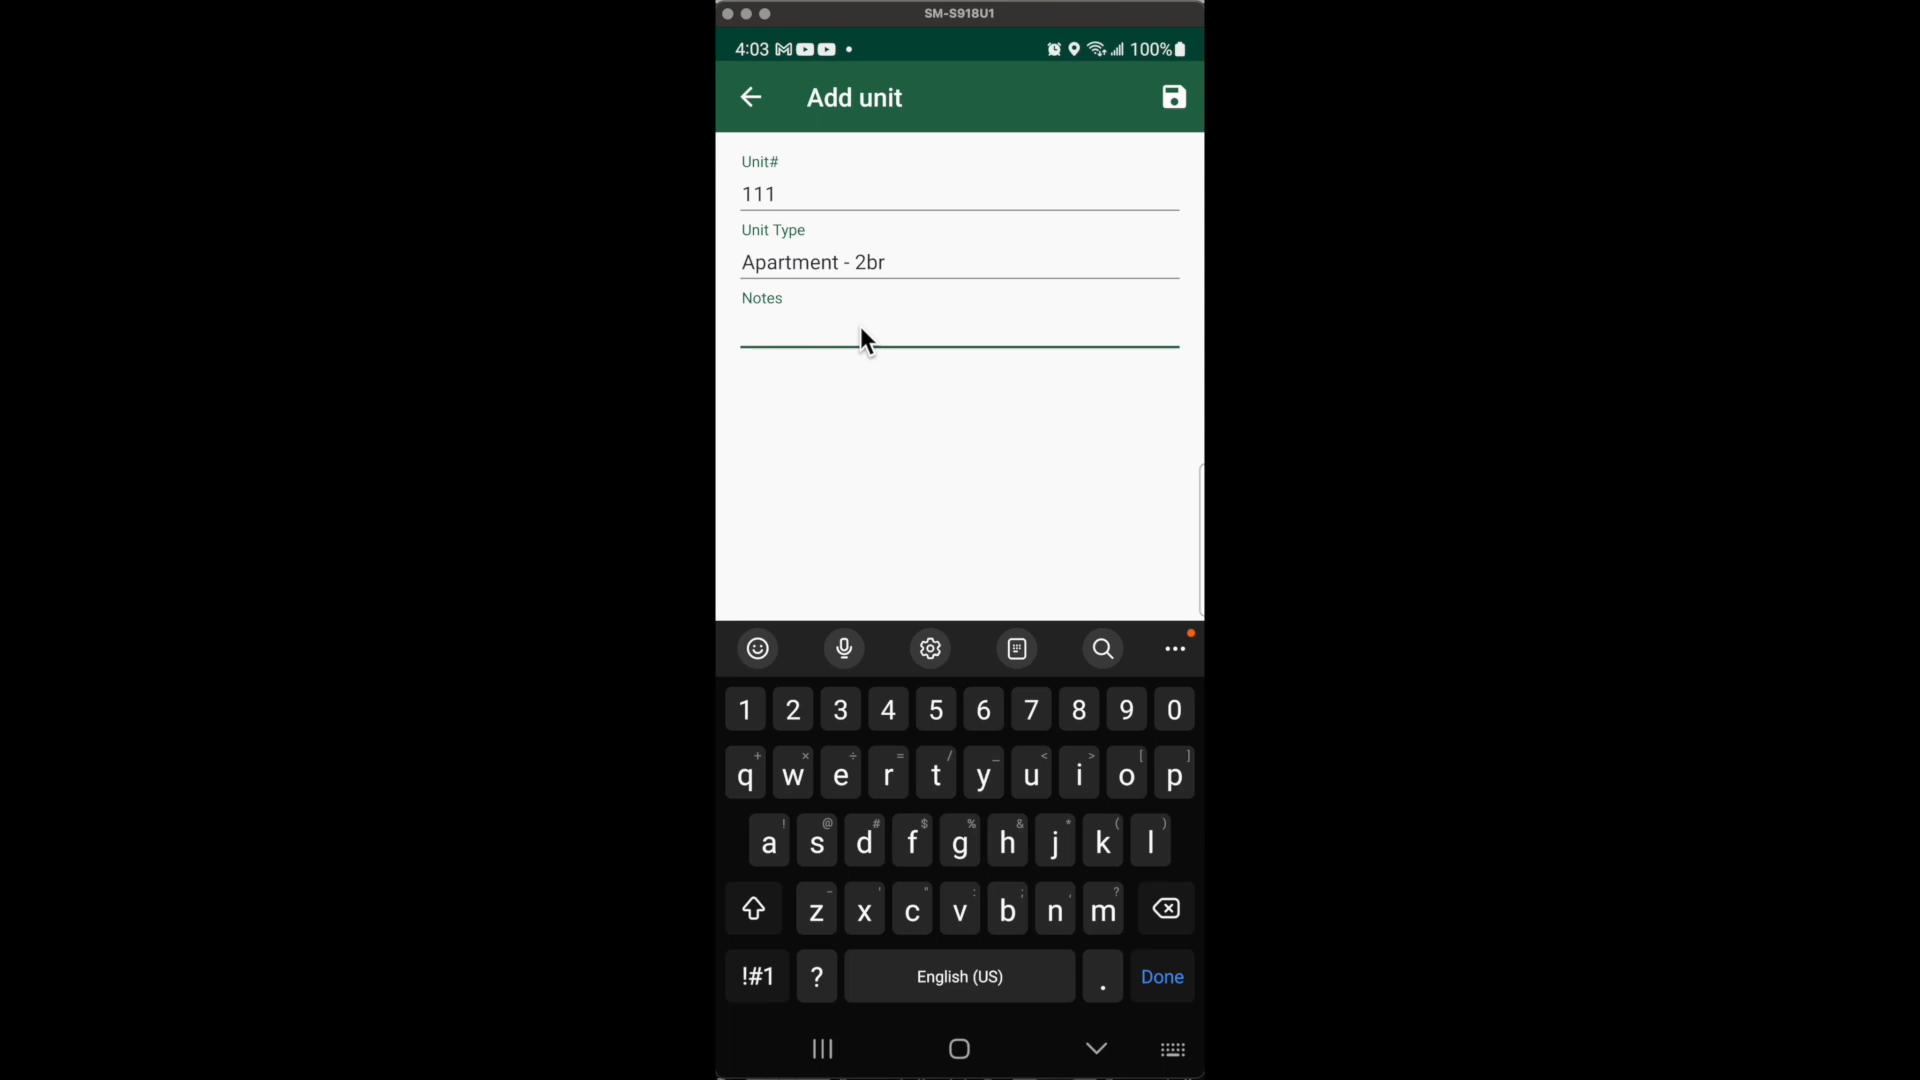 SM-S918U1
4:03 100%
Add unit
Unit#
111
Unit Type
Apartment - 2br
Notes
1 2 3 4 5 6 7 8 9 0
+ × ÷ = / _ < > [ ]
q w e r t y u i o p
! @ # $ % & * ( )
a s d f g h j k l
- ' " : ; , ?
z x c v b n m
!#1 ? English (US) . Done